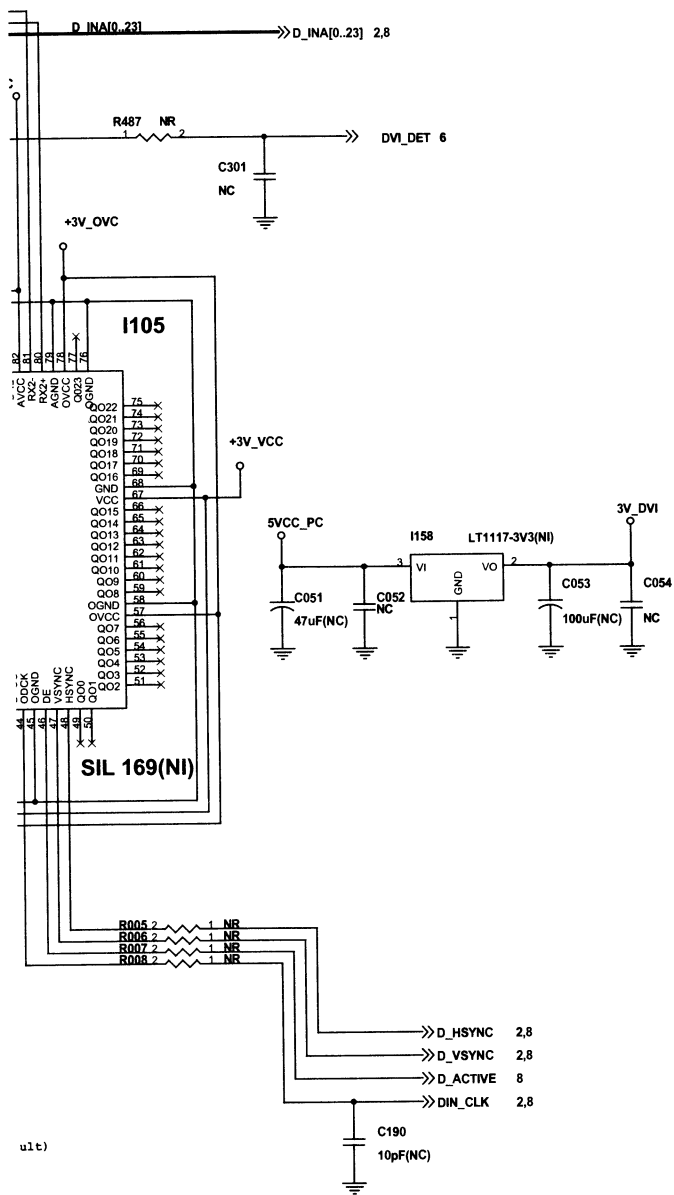 D_INA[0..23]
D_INA[0..23] 2,8
R487 NR
1 2
DVI_DET 6
C301
NC
+3V_OVC
I105
82 81 80 79 78 77 76
AVCC RX2- RX2+ AGND OVCC QO23 OGND
QO22 75
QO21 74
QO20 73
QO19 72
QO18 71
QO17 70
QO16 69
GND 68
VCC 67
QO15 66
QO14 65
QO13 64
QO12 63
QO11 62
QO10 61
QO9 60
QO8 59
OGND 58
OVCC 57
QO7 56
QO6 55
QO5 54
QO4 53
QO3 52
QO2 51
+3V_VCC
5VCC_PC
I158 LT1117-3V3(NI)
3V_DVI
3 VI VO 2
GND
1
C051
47uF(NC)
C052
NC
C053
100uF(NC)
C054
NC
ODCK OGND DE VSYNC HSYNC QO0 QO1
44 45 46 47 48 49 50
SIL 169(NI)
R005 2 1 NR
R006 2 1 NR
R007 2 1 NR
R008 2 1 NR
D_HSYNC 2,8
D_VSYNC 2,8
D_ACTIVE 8
DIN_CLK 2,8
C190
10pF(NC)
ult)